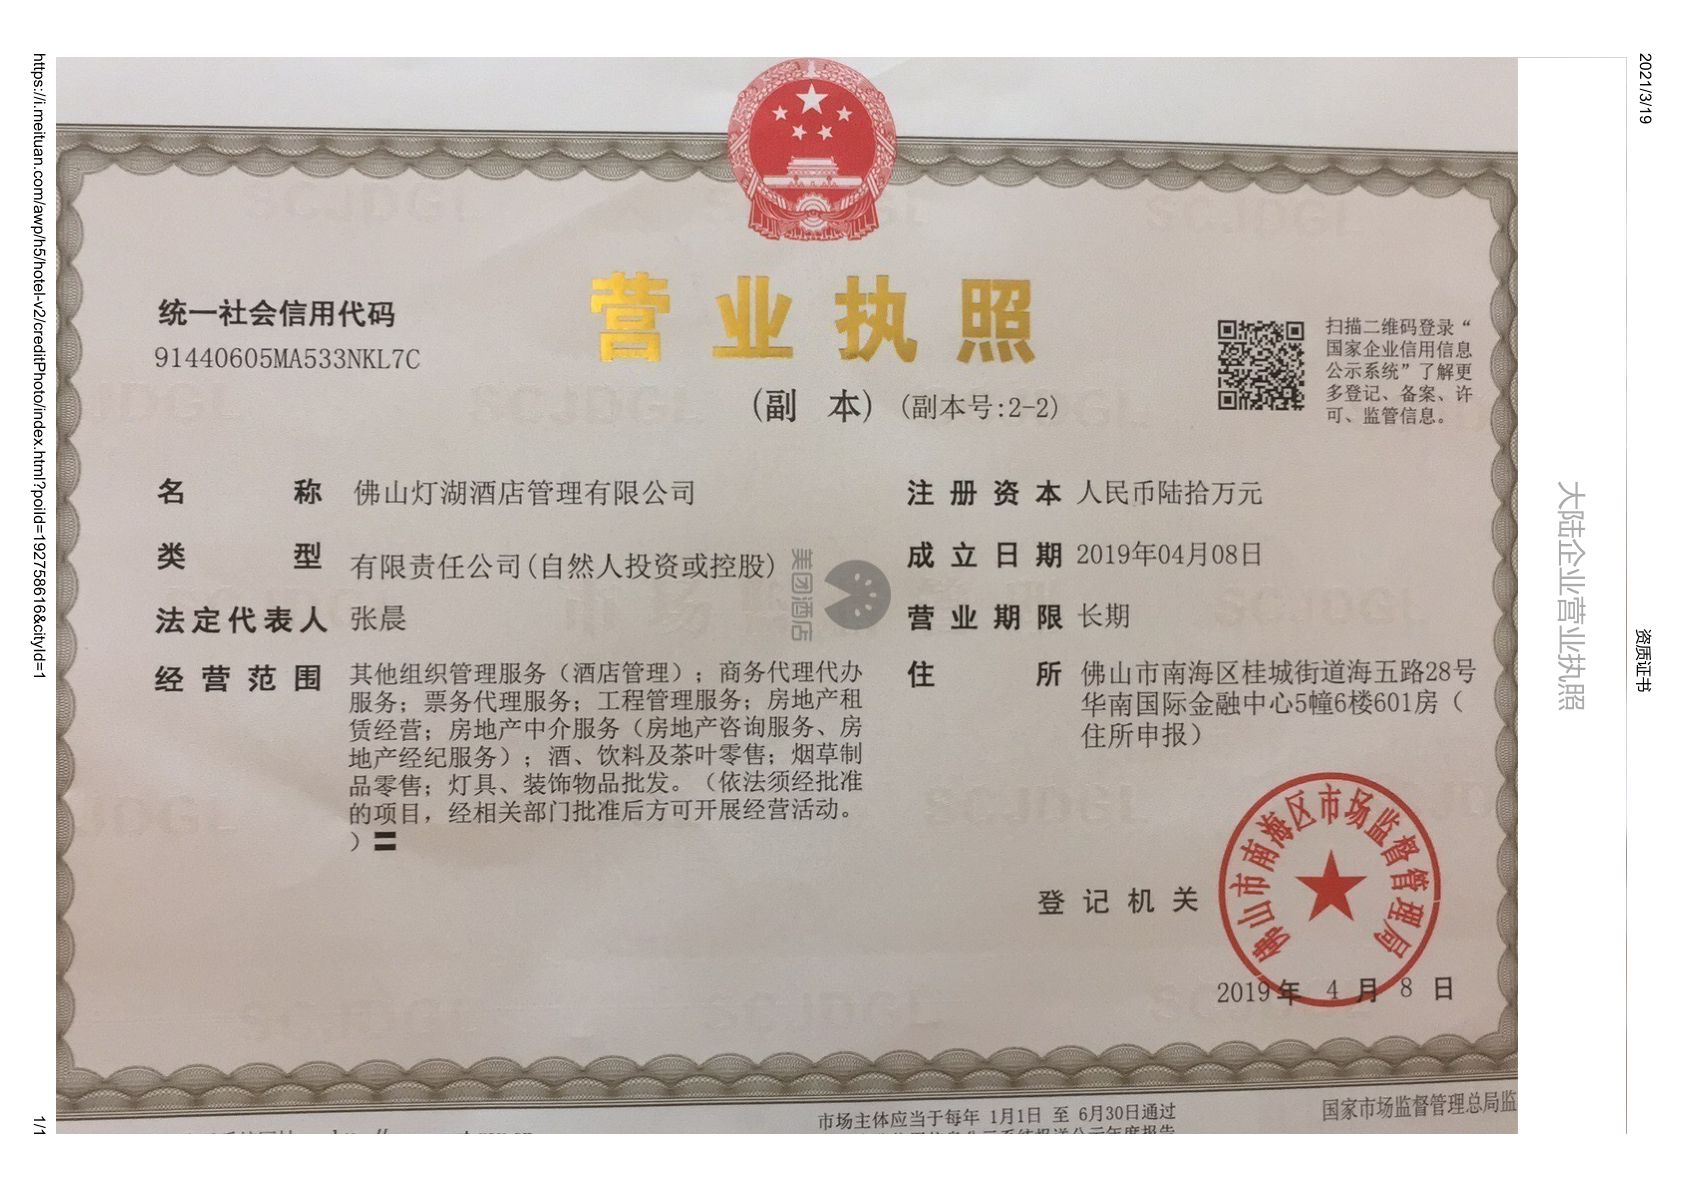 2021/3/19
资质证书
大陆企业营业执照
营业执照
(副 本) (副本号:2-2)
统一社会信用代码
91440605MA533NKL7C
扫描二维码登录“
国家企业信用信息
公示系统”了解更
多登记、备案、许
可、监管信息。
名 称 佛山灯湖酒店管理有限公司
类 型 有限责任公司(自然人投资或控股)
法定代表人 张晨
经营范围 其他组织管理服务（酒店管理）；商务代理代办
服务；票务代理服务；工程管理服务；房地产租
赁经营；房地产中介服务（房地产咨询服务、房
地产经纪服务）；酒、饮料及茶叶零售；烟草制
品零售；灯具、装饰物品批发。（依法须经批准
的项目，经相关部门批准后方可开展经营活动。
）
注册资本 人民币陆拾万元
成立日期 2019年04月08日
营业期限 长期
住 所 佛山市南海区桂城街道海五路28号
华南国际金融中心5幢6楼601房（
住所申报）
美团酒店
登记机关
佛山市南海区市场监督管理局
2019年 4月 8日
市场主体应当于每年 1月1日 至 6月30日通过
国家市场监督管理总局监
https://i.meituan.com/awp/h5/hotel-v2/creditPhoto/index.html?poiId=192758616&cityId=1
1/1